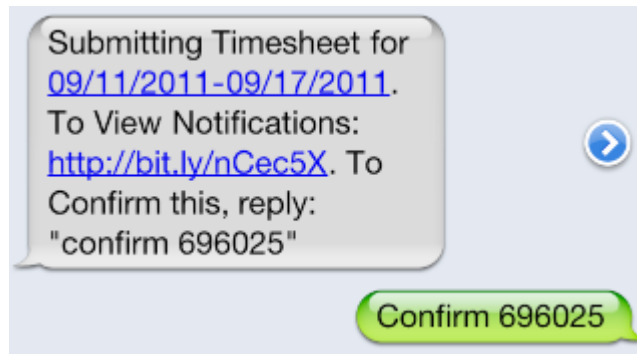 Submitting Timesheet for
09/11/2011-09/17/2011.
To View Notifications:
http://bit.ly/nCec5X. To
Confirm this, reply:
"confirm 696025"
Confirm 696025